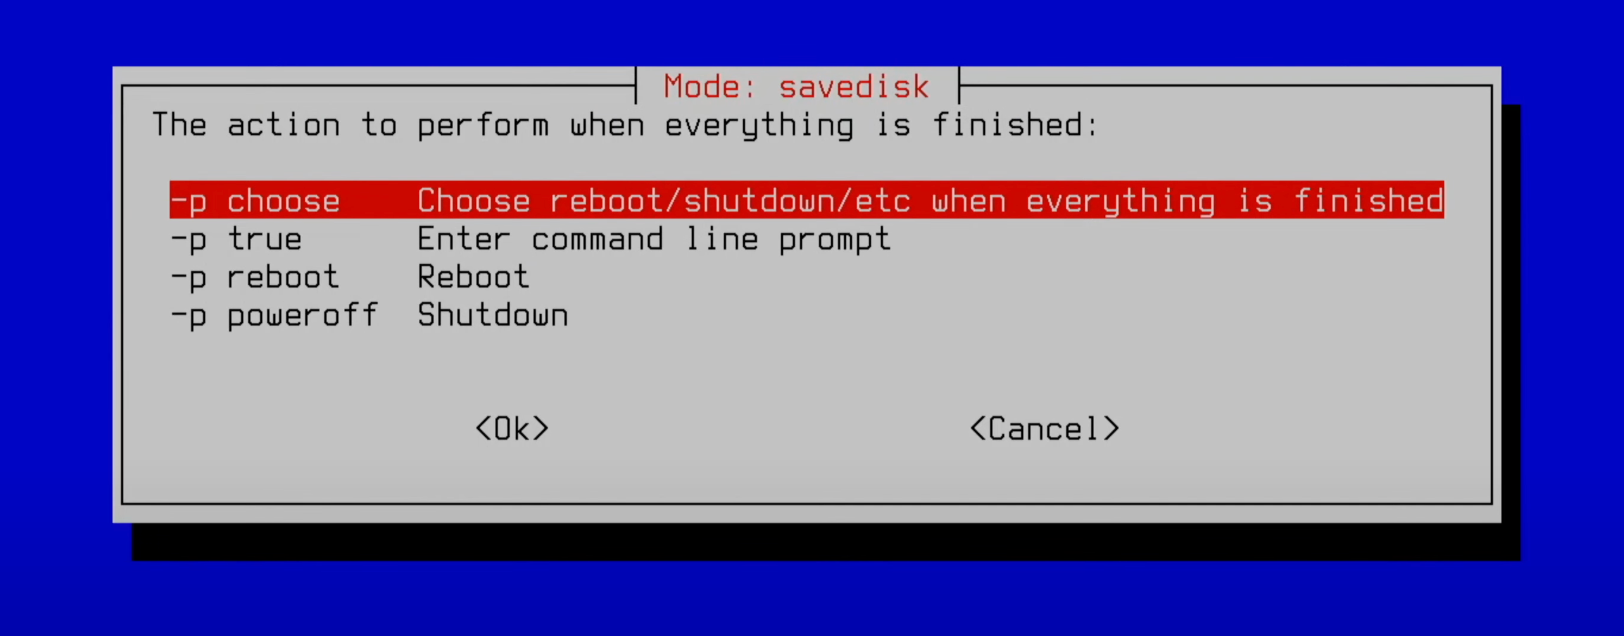 Mode: savedisk
The action to perform when everything is finished:
-p choose Choose reboot/shutdown/etc when everything is finished
-p true Enter command line prompt
-p reboot Reboot
-p poweroff Shutdown
<Ok> <Cancel>